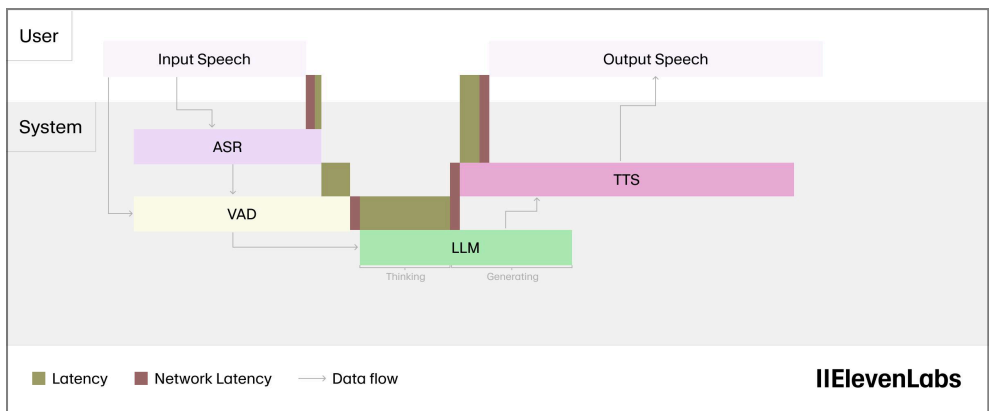 User
Input Speech
Output Speech
System
ASR
TTS
VAD
LLM
Thinking
Generating
Latency
Network Latency
Data flow
IIElevenLabs